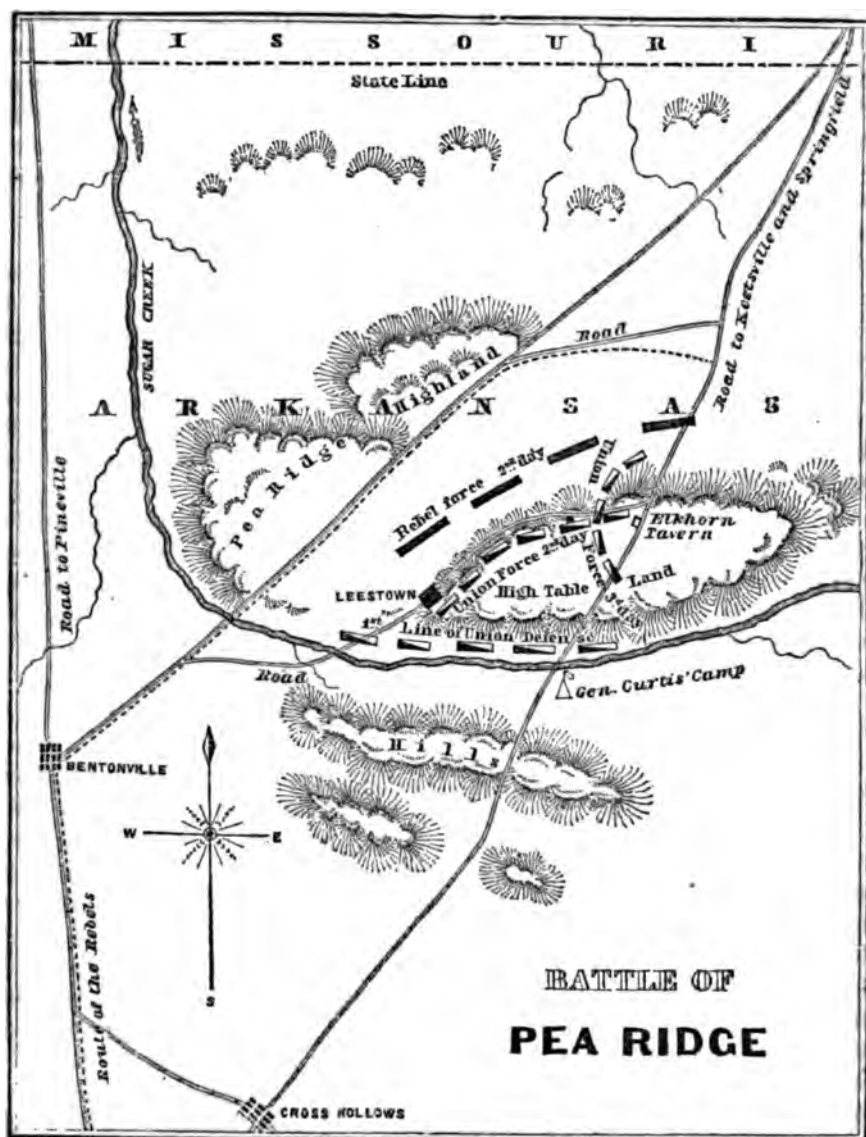 MISSOURI
State Line
SUGAR CREEK
Road to Keetsville and Springfield
Road
Highland
ARKANSAS
Pea Ridge
Rebel force 2nd day
Union
Elkhorn
Tavern
Road to Pineville
LEESTOWN
Union Force 2nd day
High Table Land
Force 3rd day
1st
Line of Union Defense
Road
Gen. Curtis' Camp
Hills
BENTONVILLE
W
E
S
Route of the Rebels
BATTLE OF
PEA RIDGE
CROSS HOLLOWS